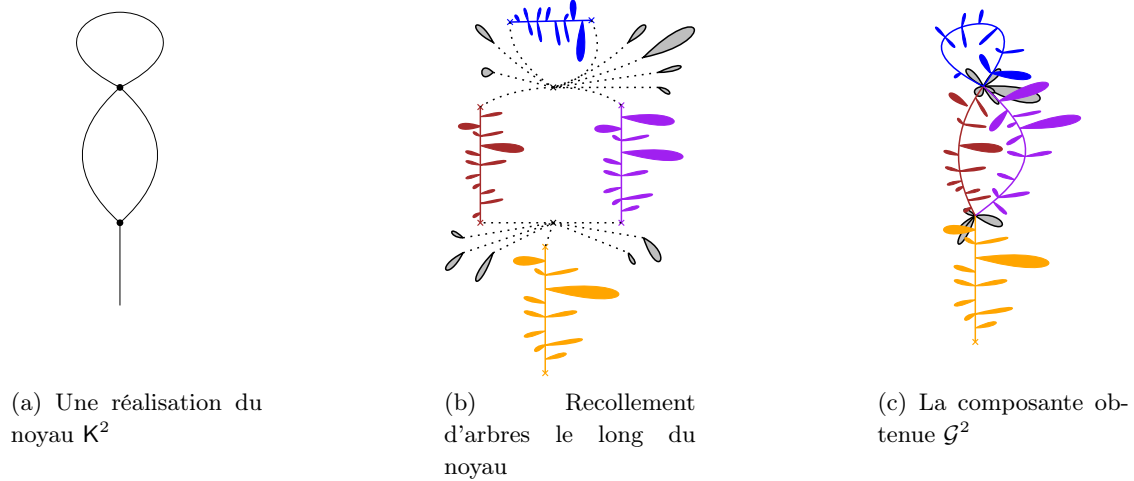 (a) Une réalisation du
noyau K²
(b) Recollement
d'arbres le long du
noyau
(c) La composante ob-
tenue 𝒢²